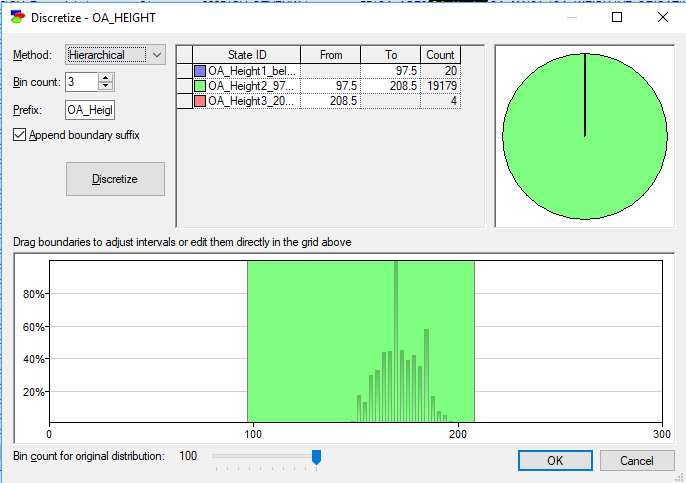 Discretize - OA_HEIGHT
Method: Hierarchical
Bin count: 3
Prefix: OA_Heigl
Append boundary suffix
Discretize
State ID From To Count
OA_Height1_bel... 97.5 20
OA_Height2_97... 97.5 208.5 19179
OA_Height3_20... 208.5 4
Drag boundaries to adjust intervals or edit them directly in the grid above
80%
60%
40%
20%
0 100 200 300
Bin count for original distribution: 100
OK Cancel